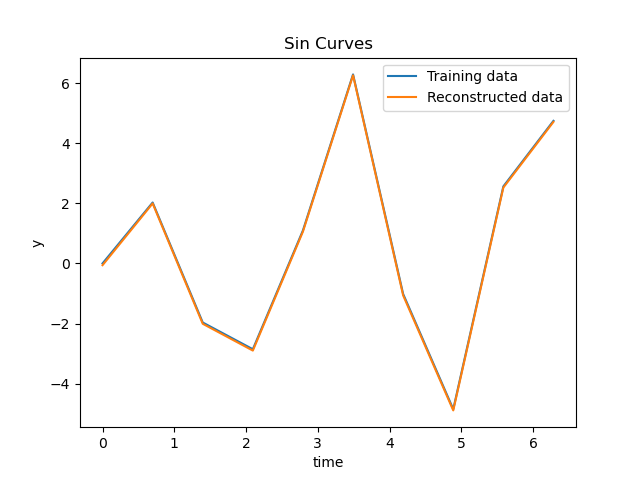 Sin Curves
Training data
Reconstructed data
6
4
2
0
−2
−4
y
0 1 2 3 4 5 6
time